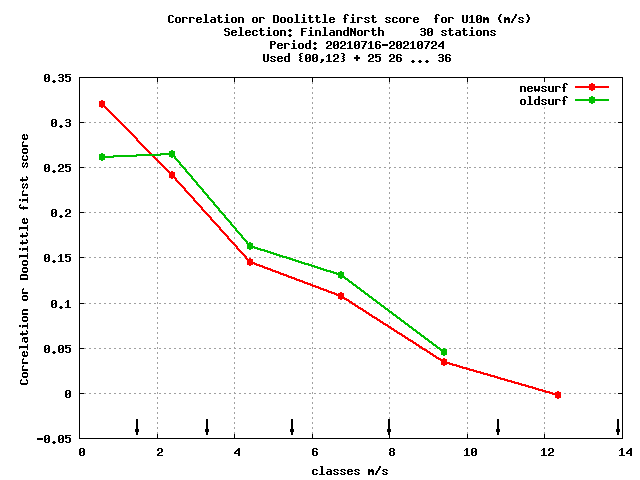 Correlation or Doolittle first score  for U10m (m/s)
Selection: FinlandNorth     30 stations
Period: 20210716-20210724
Used {00,12} + 25 26 ... 36
newsurf
oldsurf
Correlation or Doolittle first score
0.35
0.3
0.25
0.2
0.15
0.1
0.05
0
-0.05
0 2 4 6 8 10 12 14
classes m/s